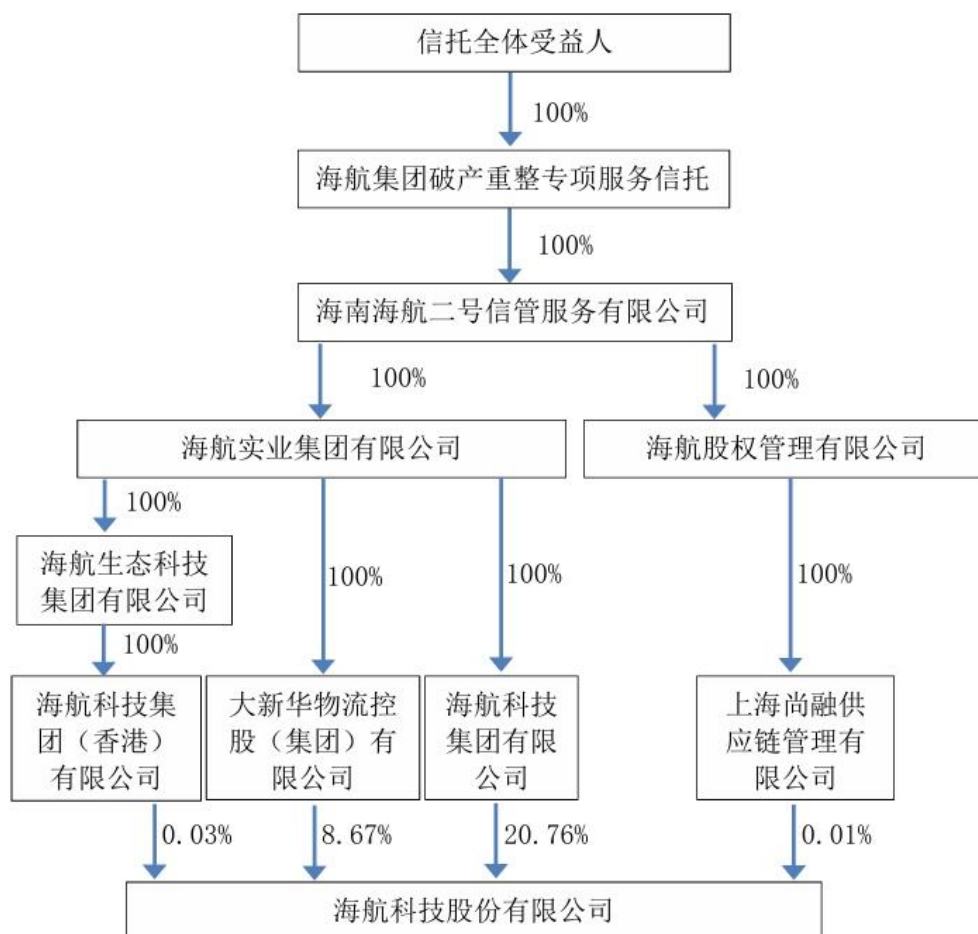 信托全体受益人
100%
海航集团破产重整专项服务信托
100%
海南海航二号信管服务有限公司
100%
100%
海航实业集团有限公司
海航股权管理有限公司
100%
海航生态科技
集团有限公司
100%
100%
100%
100%
海航科技集
团（香港）
有限公司
大新华物流控
股（集团）有
限公司
海航科技
集团有限
公司
上海尚融供
应链管理有
限公司
0.03%
8.67%
20.76%
0.01%
海航科技股份有限公司